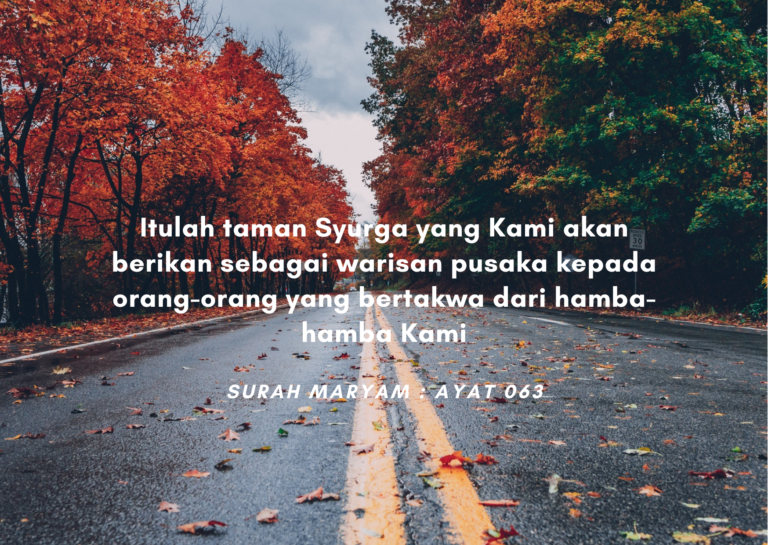 Itulah taman Syurga yang Kami akan
berikan sebagai warisan pusaka kepada
orang-orang yang bertakwa dari hamba-
hamba Kami
SURAH MARYAM : AYAT 063